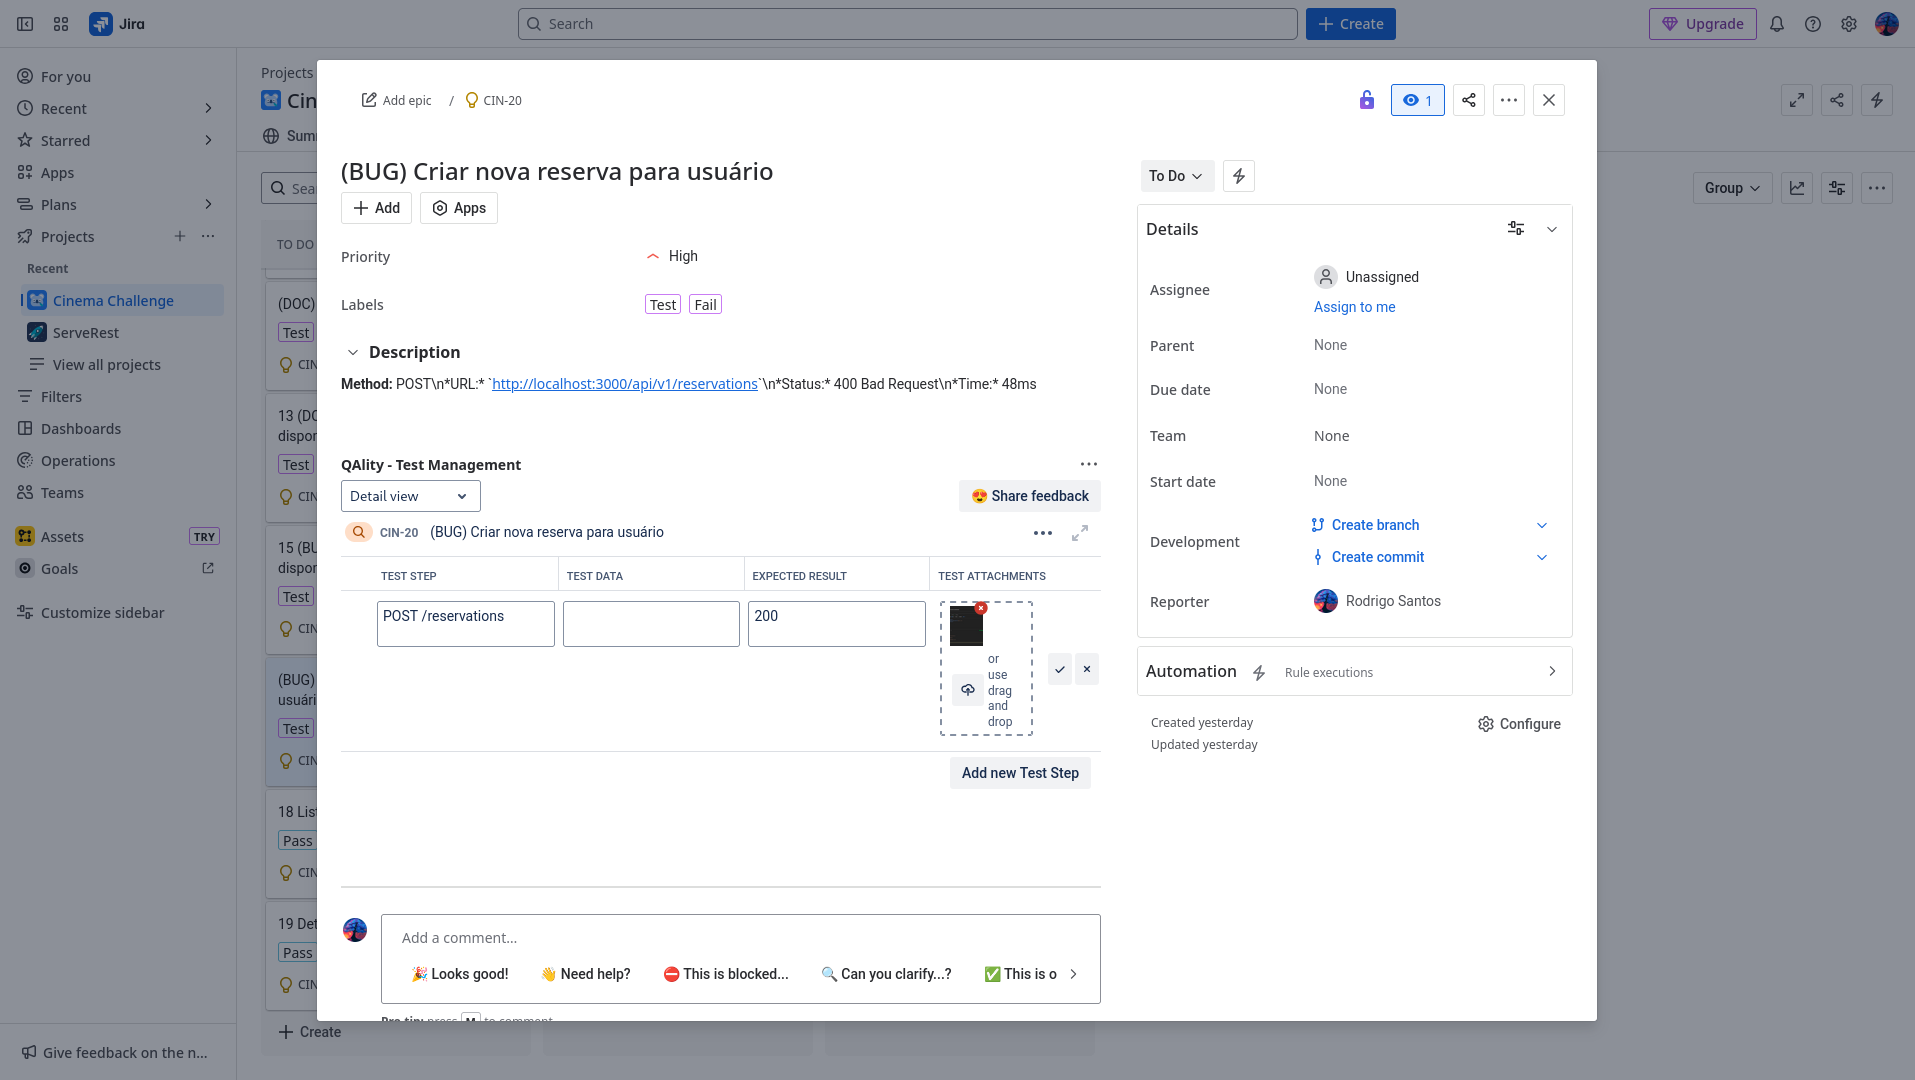 Jira
Search
Create
Upgrade
For you
Recent
Starred
Apps
Plans
Projects
Recent
Cinema Challenge
ServeRest
View all projects
Filters
Dashboards
Operations
Teams
Assets
TRY
Goals
Customize sidebar
Give feedback on the n...
Projects
Cin
Summ
Sea
Group
TO DO
(DOC)
Test
CIN
13 (DO
dispor
Test
CIN
15 (BU
dispor
Test
CIN
(BUG)
usuári
Test
CIN
18 List
Pass
CIN
19 Det
Pass
CIN
Create
Add epic / CIN-20
1
(BUG) Criar nova reserva para usuário
Add
Apps
Priority
High
Labels
Test Fail
Description
Method: POST\n*URL:* `http://localhost:3000/api/v1/reservations`\n*Status:* 400 Bad Request\n*Time:* 48ms
QAlity - Test Management
Detail view
😍 Share feedback
CIN-20 (BUG) Criar nova reserva para usuário
TEST STEP TEST DATA EXPECTED RESULT TEST ATTACHMENTS
POST /reservations
200
or
use
drag
and
drop
Add new Test Step
Add a comment...
🎉 Looks good! 👋 Need help? ⛔ This is blocked... 🔍 Can you clarify...? ✅ This is o
Pro tip: press M to comment
To Do
Details
Assignee
Unassigned
Assign to me
Parent
None
Due date
None
Team
None
Start date
None
Development
Create branch
Create commit
Reporter
Rodrigo Santos
Automation
Rule executions
Created yesterday
Updated yesterday
Configure